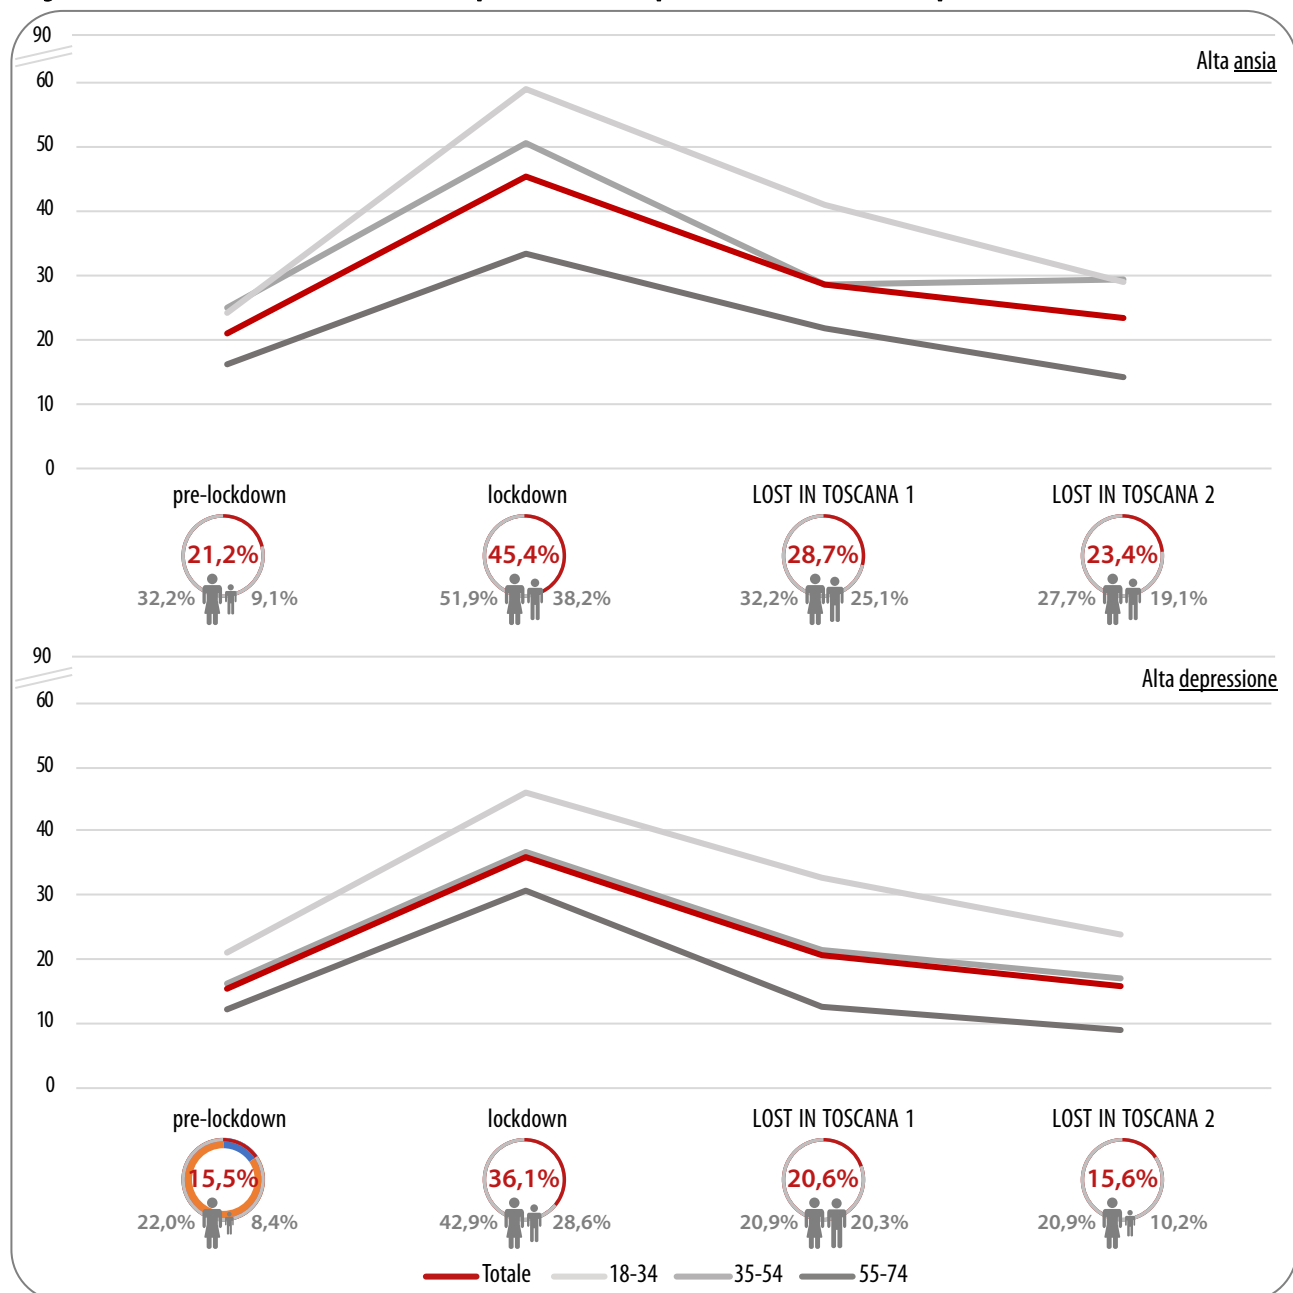 90
Alta ansia
60
50
40
30
20
10
0
pre-lockdown lockdown LOST IN TOSCANA 1 LOST IN TOSCANA 2
21,2% 45,4% 28,7% 23,4%
32,2% 9,1% 51,9% 38,2% 32,2% 25,1% 27,7% 19,1%
90
Alta depressione
60
50
40
30
20
10
0
pre-lockdown lockdown LOST IN TOSCANA 1 LOST IN TOSCANA 2
15,5% 36,1% 20,6% 15,6%
22,0% 8,4% 42,9% 28,6% 20,9% 20,3% 20,9% 10,2%
Totale 18-34 35-54 55-74